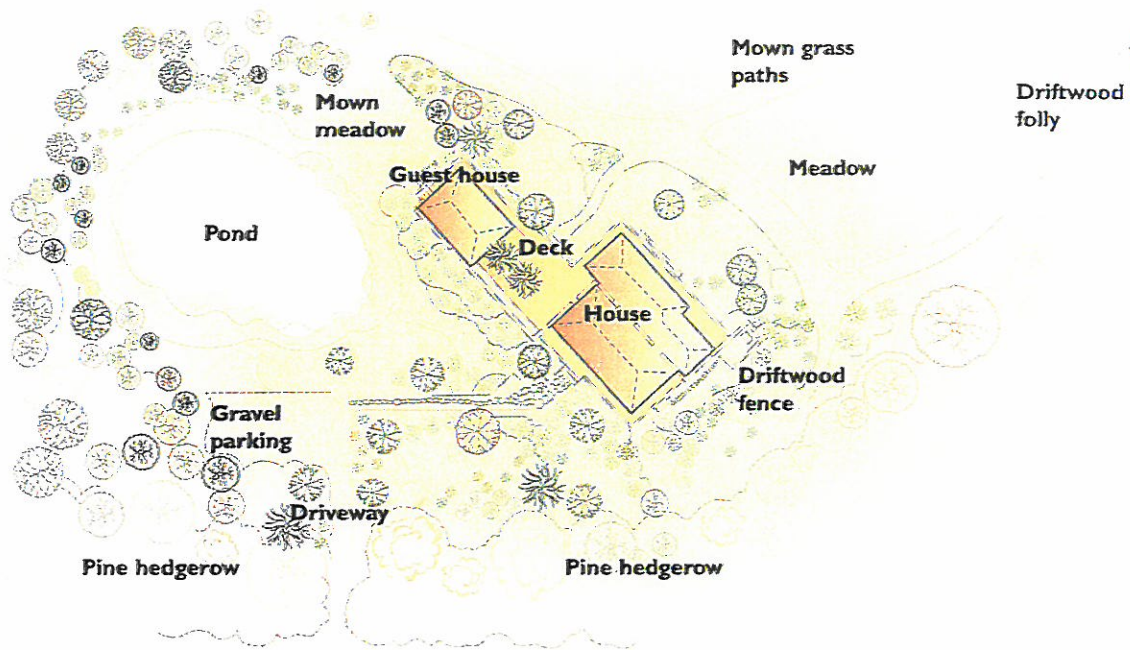 Mown grass
paths
Driftwood
folly
Mown
meadow
Meadow
Guest house
Pond
Deck
House
Driftwood
fence
Gravel
parking
Driveway
Pine hedgerow
Pine hedgerow